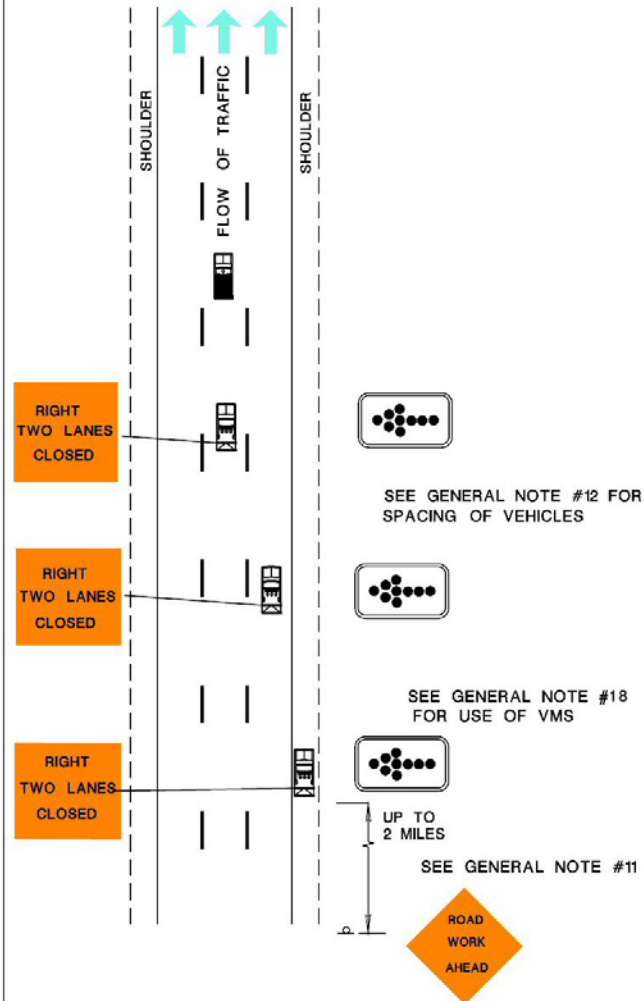 SHOULDER
FLOW OF TRAFFIC
SHOULDER
RIGHT
TWO LANES
CLOSED
SEE GENERAL NOTE #12 FOR
SPACING OF VEHICLES
RIGHT
TWO LANES
CLOSED
SEE GENERAL NOTE #18
FOR USE OF VMS
RIGHT
TWO LANES
CLOSED
UP TO
2 MILES
SEE GENERAL NOTE #11
ROAD
WORK
AHEAD